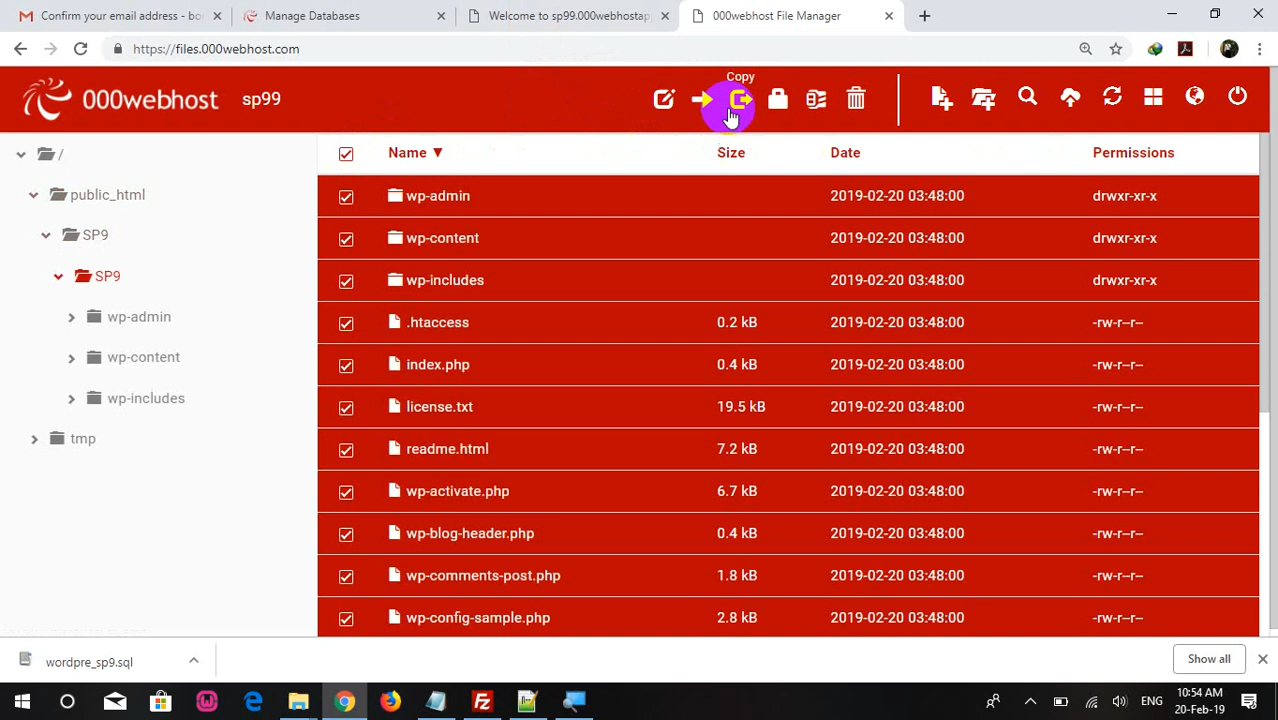 Confirm your email address - bo
Manage Databases
Welcome to sp99.000webhostapp
000webhost File Manager
https://files.000webhost.com
Copy
000webhost
sp99
Name ▼ Size Date Permissions
/
public_html
SP9
SP9
wp-admin
wp-content
wp-includes
tmp
wp-admin 2019-02-20 03:48:00 drwxr-xr-x
wp-content 2019-02-20 03:48:00 drwxr-xr-x
wp-includes 2019-02-20 03:48:00 drwxr-xr-x
.htaccess 0.2 kB 2019-02-20 03:48:00 -rw-r--r--
index.php 0.4 kB 2019-02-20 03:48:00 -rw-r--r--
license.txt 19.5 kB 2019-02-20 03:48:00 -rw-r--r--
readme.html 7.2 kB 2019-02-20 03:48:00 -rw-r--r--
wp-activate.php 6.7 kB 2019-02-20 03:48:00 -rw-r--r--
wp-blog-header.php 0.4 kB 2019-02-20 03:48:00 -rw-r--r--
wp-comments-post.php 1.8 kB 2019-02-20 03:48:00 -rw-r--r--
wp-config-sample.php 2.8 kB 2019-02-20 03:48:00 -rw-r--r--
wordpre_sp9.sql
Show all
ENG
10:54 AM
20-Feb-19